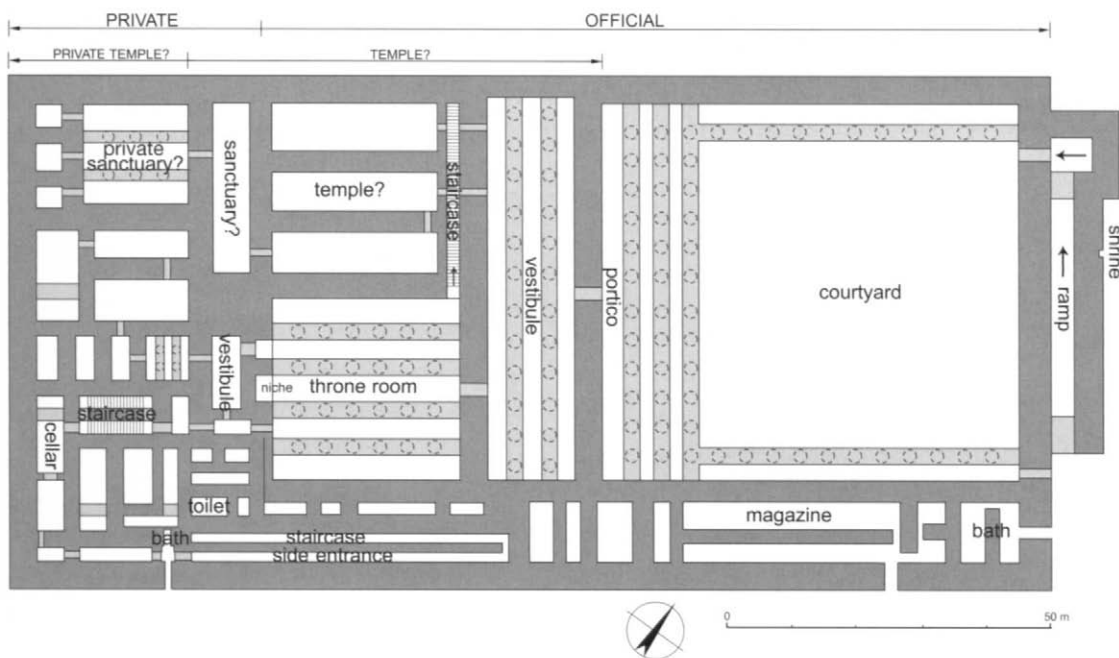 PRIVATE
OFFICIAL
PRIVATE TEMPLE?
TEMPLE?
private
sanctuary?
sanctuary?
temple?
staircase
vestibule
portico
courtyard
ramp
shrine
vestibule
niche
throne room
staircase
cellar
toilet
bath
staircase
side entrance
magazine
bath
0
50 m